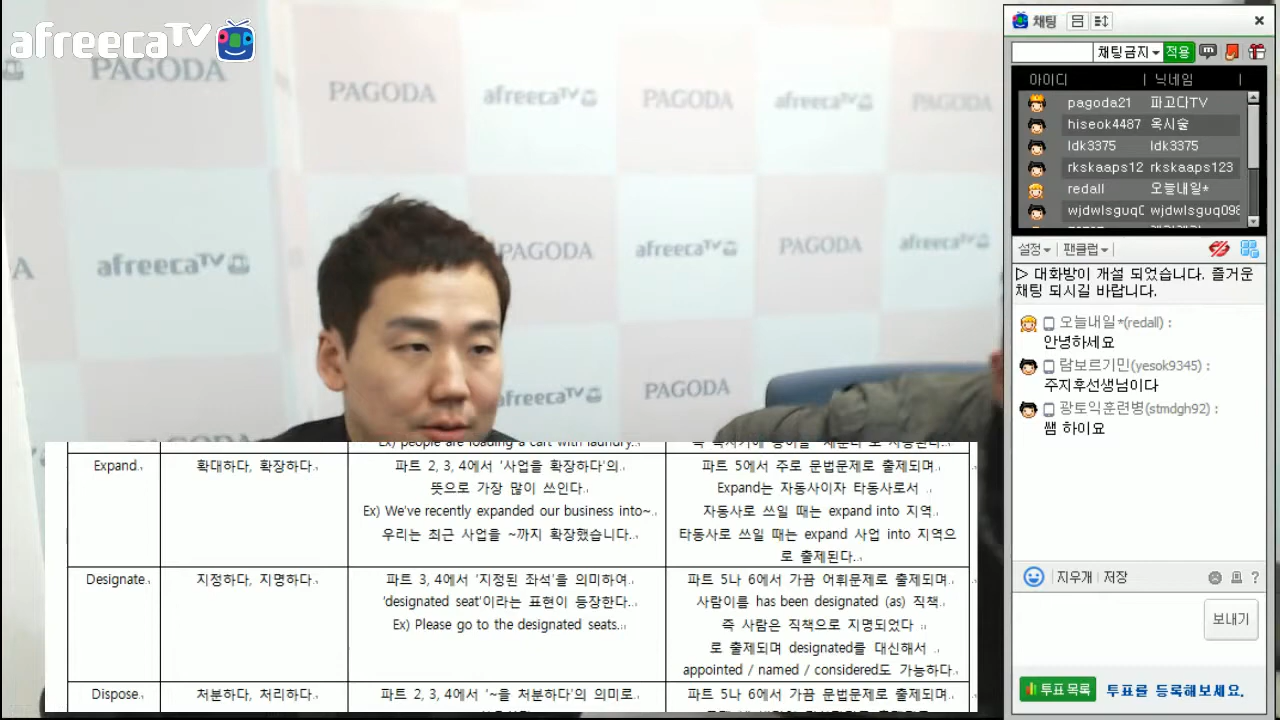 afreecaTV
PAGODA
PAGODA
afreecaTV
PAGODA
afreecaTV
PAGODA
afreecaTV
PAGODA
afreecaTV
PAGODA
afreecaTV
A
afreecaTV
PAGODA
PAGODA
Ex) people are loading a cart with laundry.
Expand.
확대하다, 확장하다.
파트 2, 3, 4에서 '사업을 확장하다'의
뜻으로 가장 많이 쓰인다.
Ex) We've recently expanded our business into~.
우리는 최근 사업을 ~까지 확장했습니다.
파트 5에서 주로 문법문제로 출제되며
Expand는 자동사이자 타동사로서
자동사로 쓰일 때는 expand into 지역
타동사로 쓰일 때는 expand 사업 into 지역으
로 출제된다.
Designate
지정하다, 지명하다.
파트 3, 4에서 '지정된 좌석'을 의미하여
'designated seat'이라는 표현이 등장한다.
Ex) Please go to the designated seats.
파트 5나 6에서 가끔 어휘문제로 출제되며
사람이름 has been designated (as) 직책
즉 사람은 직책으로 지명되었다
로 출제되며 designated를 대신해서
appointed / named / considered도 가능하다.
Dispose
처분하다, 처리하다.
파트 2, 3, 4에서 '~을 처분하다'의 의미로
파트 5나 6에서 가끔 문법문제로 출제되며
채팅
채팅금지 적용
아이디 닉네임
pagoda21 파고다TV
hiseok4487 옥시술
ldk3375 ldk3375
rkskaaps12 rkskaaps123
redall 오늘내일*
wjdwlsguq0 wjdwlsguq098
설정 팬클럽
▷ 대화방이 개설 되었습니다. 즐거운
채팅 되시길 바랍니다.
오늘내일*(redall) :
안녕하세요
람보르기민(yesok9345) :
주지후선생님이다
광토익훈련병(stmdgh92) :
쌤 하이요
지우개 저장
?
보내기
투표 목록 투표를 등록해보세요.